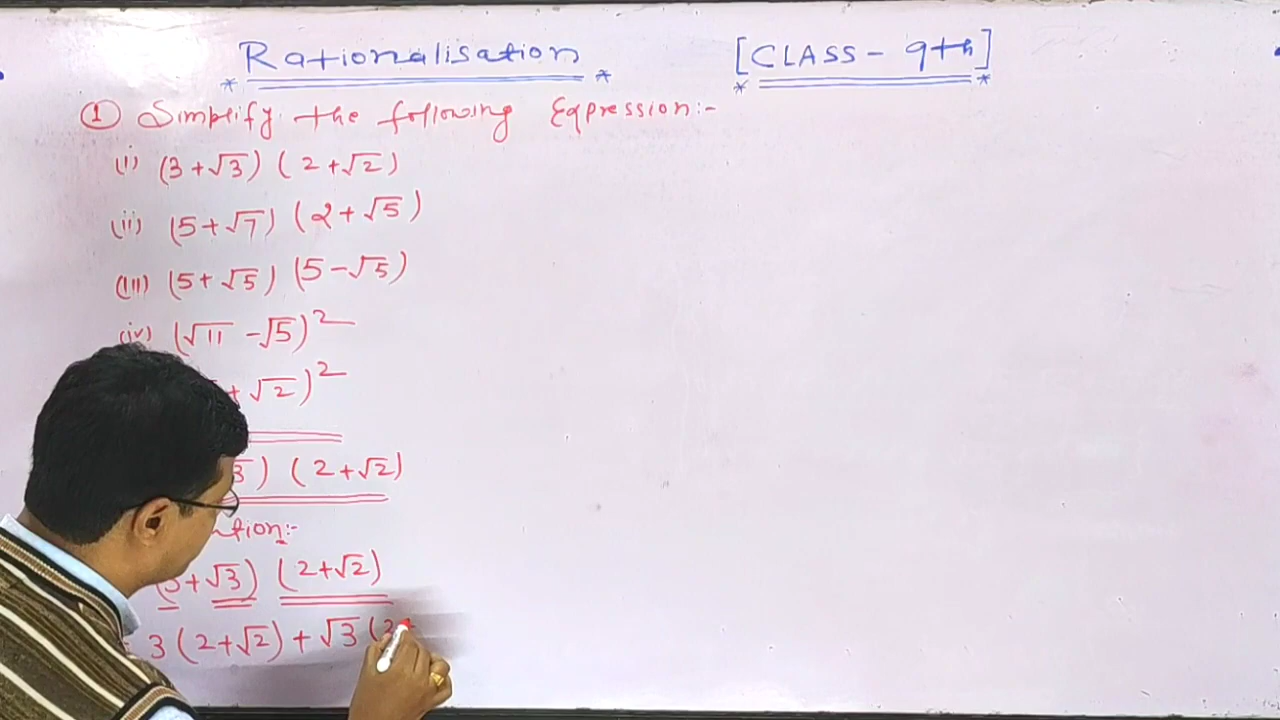 Rationalisation [CLASS - 9th]
① Simplify the following Expression:-
(i) (3+√3) (2+√2)
(ii) (5+√7) (2+√5)
(iii) (5+√5) (5-√5)
(iv) (√11 -√5)²
+√2)²
) (2+√2)
tion:-
+√3) (2+√2)
3(2+√2)+√3(2+